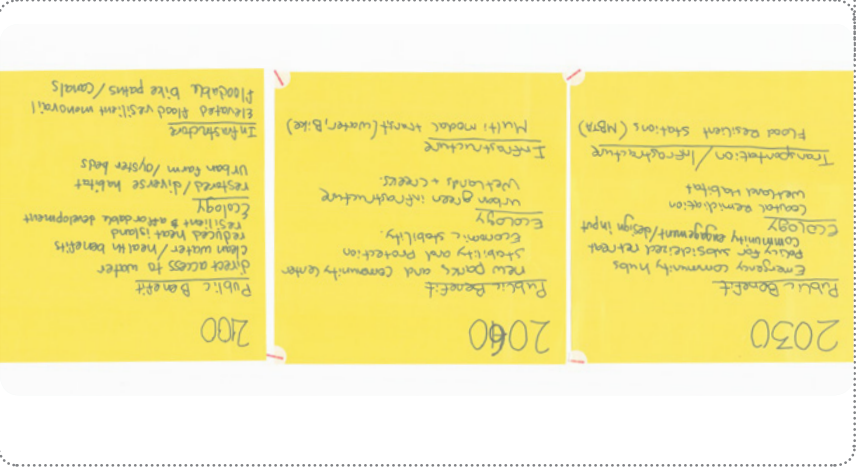 2030
Public Benefit
Emergency community hubs
Policy for subsideized retreat
Community engagement/design input
Ecology
Coastal Remidiation
Wetland Habitat
Transportation / Infrastracture
Flood Resilient Stations (MBTA)
2060
Public Benefit
new parks and community center
Stability and Protection
Economic stability.
Ecology
urban green infrastructure
Wetlands + creeks.
Infrastructure
Multi modal transit (water, Bike)
2100
Public Benefit
direct access to water
clean water/health benefits
reduced heat island
resilient & affordable development
Ecology
restored/diverse habitat
urban farm/oyster beds
Infrastructure
Elevated flood resilient monorail
floodable bike paths/canals